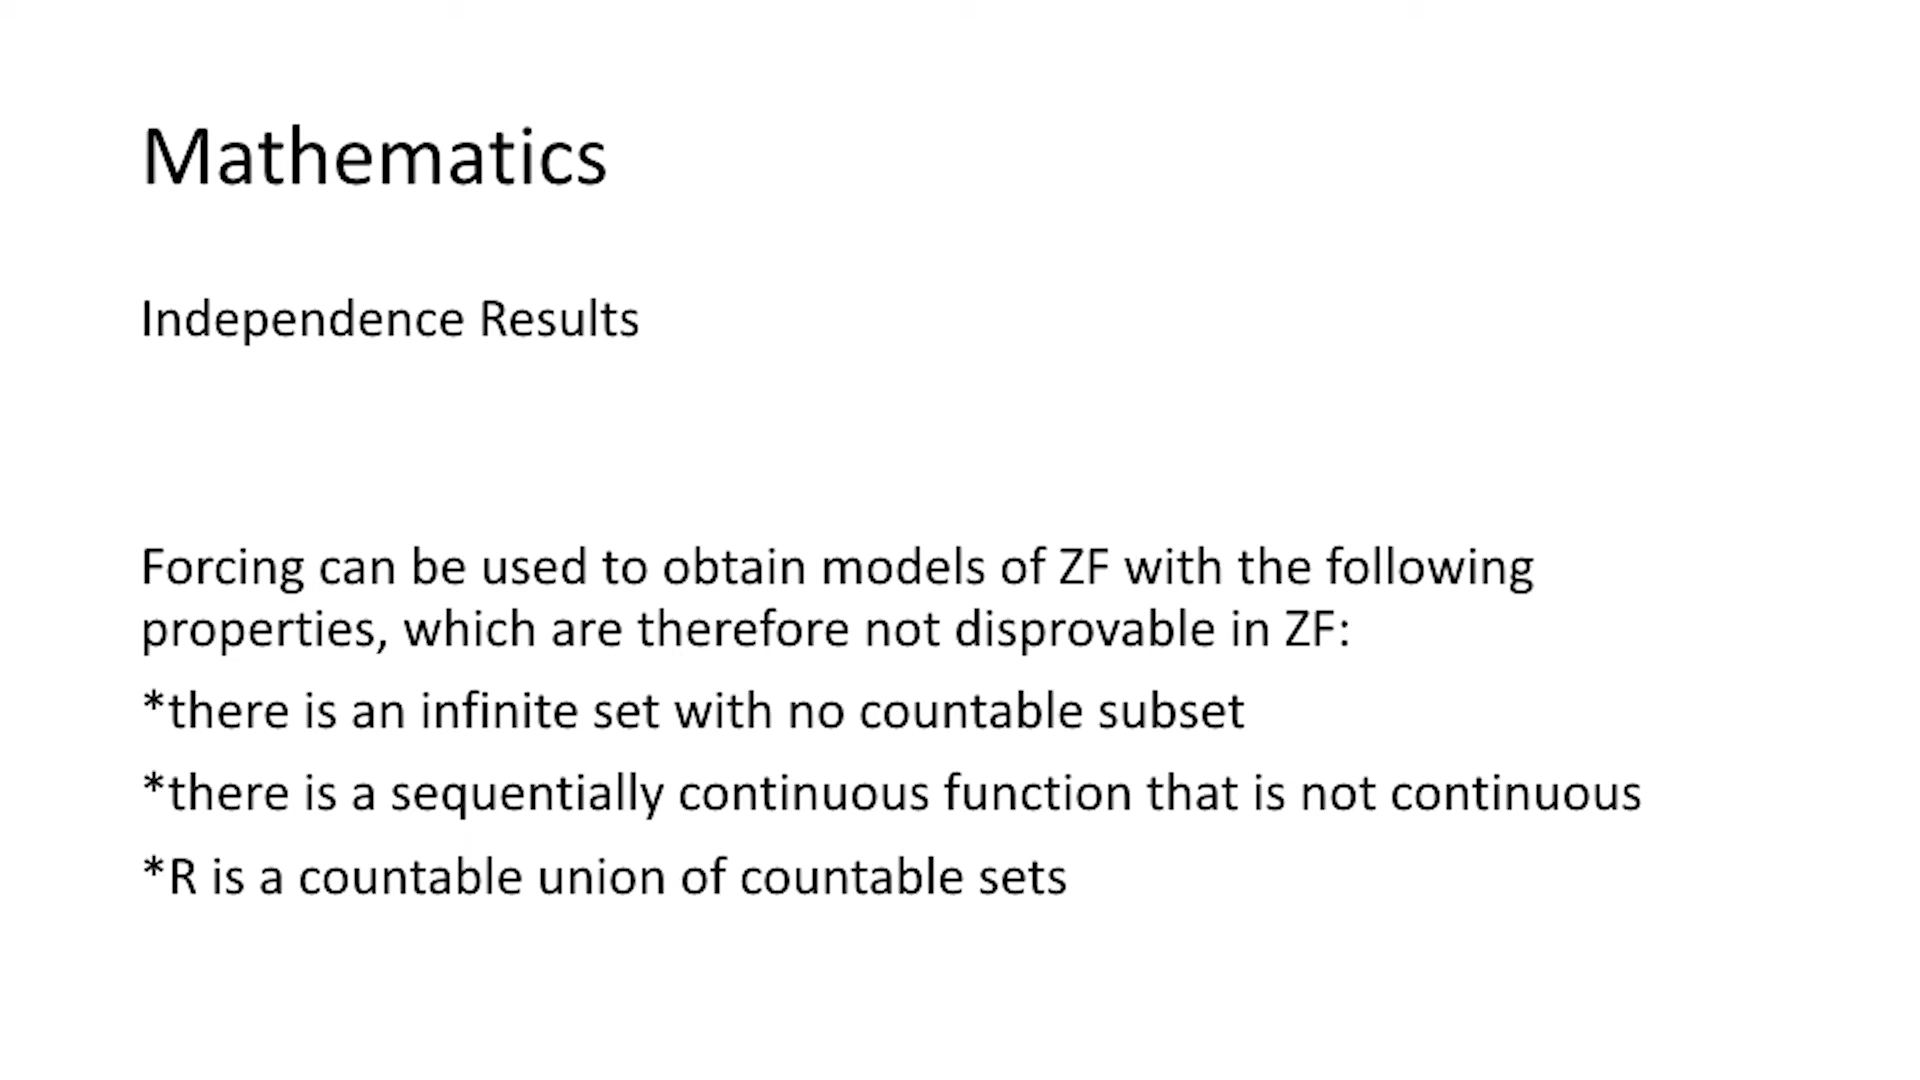 Mathematics
Independence Results
Forcing can be used to obtain models of ZF with the following
properties, which are therefore not disprovable in ZF:
*there is an infinite set with no countable subset
*there is a sequentially continuous function that is not continuous
*R is a countable union of countable sets